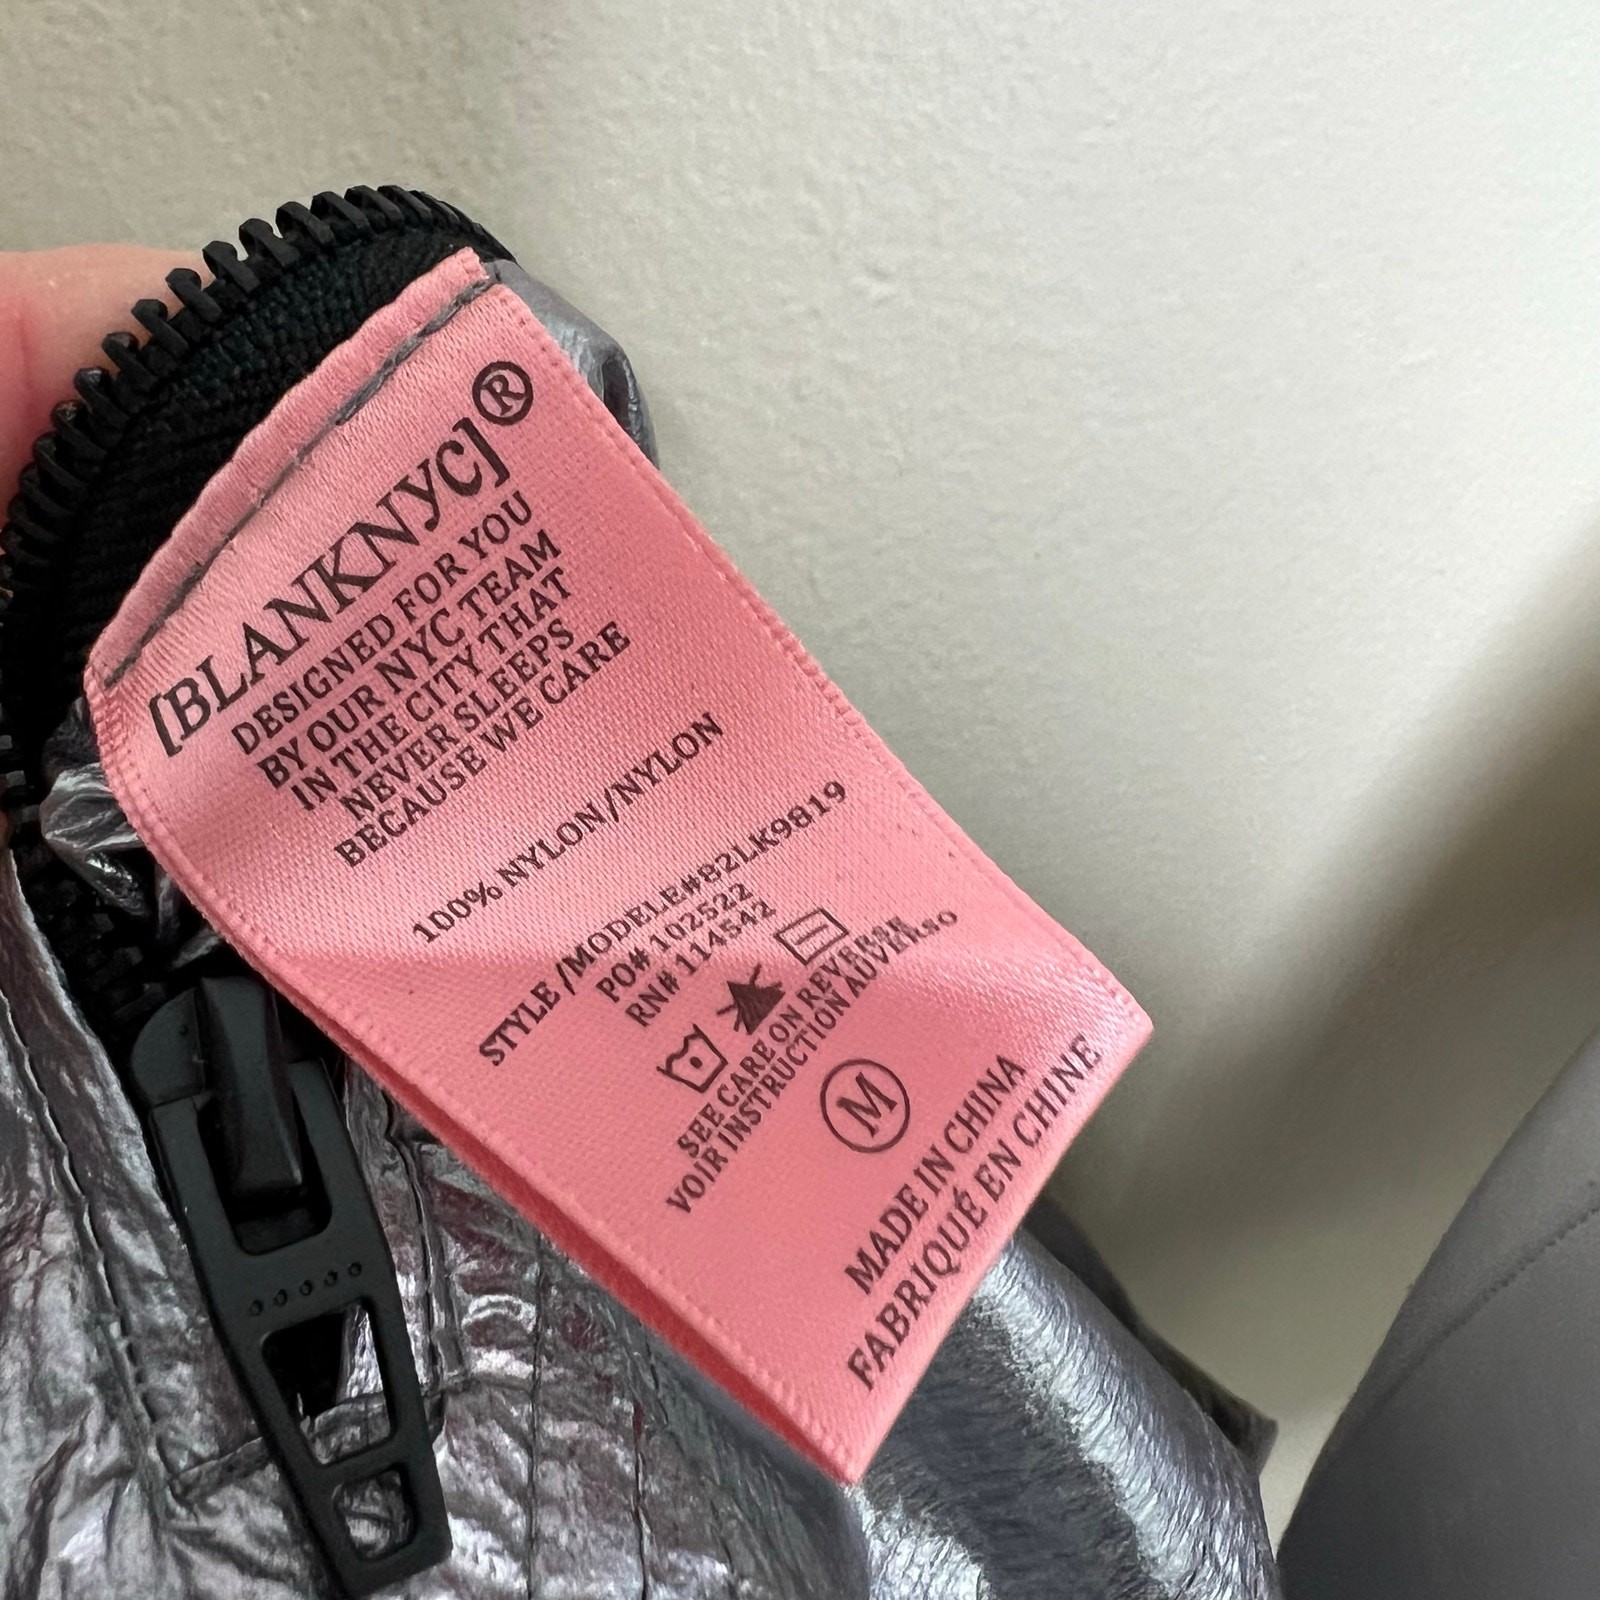 [BLANKNYC]®
DESIGNED FOR YOU
BY OUR NYC TEAM
IN THE CITY THAT
NEVER SLEEPS
BECAUSE WE CARE
100% NYLON/NYLON
STYLE/MODELE#82LK9819
PO# 102522
RN# 114542
SEE CARE ON REVERSE
VOIR INSTRUCTION AU VERSO
M
MADE IN CHINA
FABRIQUÉ EN CHINE